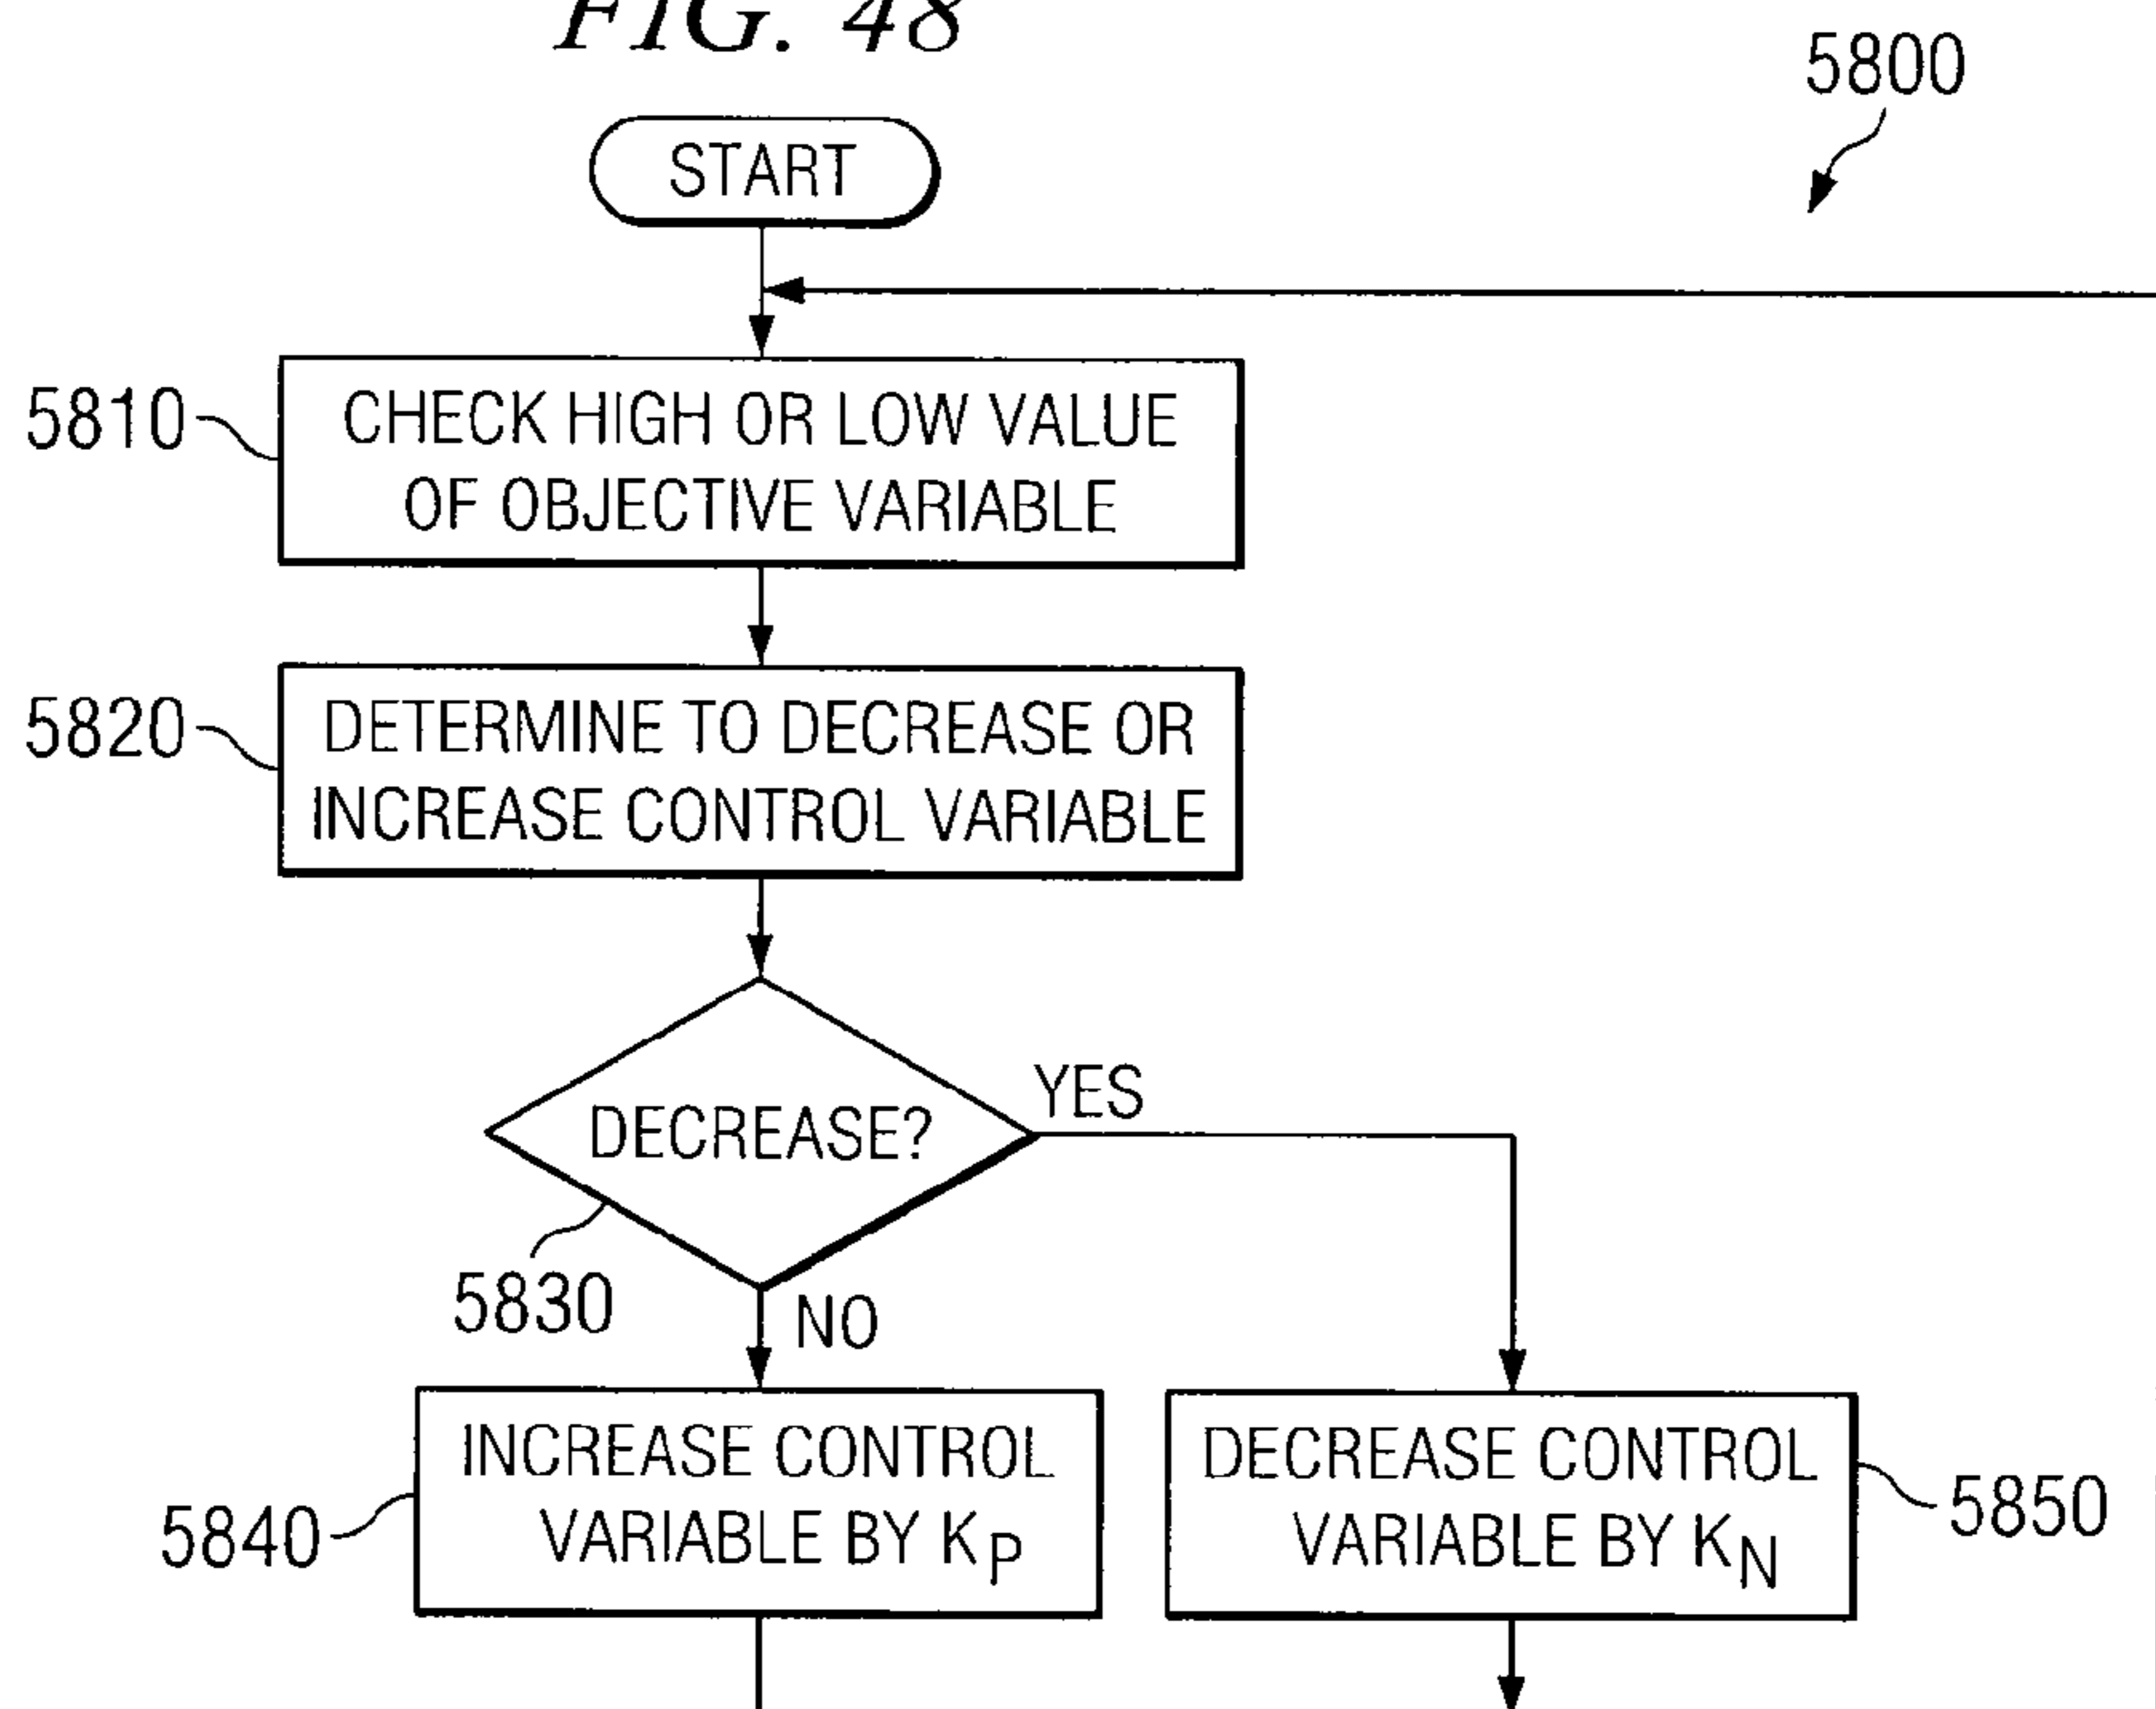 FIG. 48
5800
START
5810
CHECK HIGH OR LOW VALUE
OF OBJECTIVE VARIABLE
5820
DETERMINE TO DECREASE OR
INCREASE CONTROL VARIABLE
DECREASE?
YES
5830
NO
INCREASE CONTROL
VARIABLE BY KP
5840
DECREASE CONTROL
VARIABLE BY KN
5850